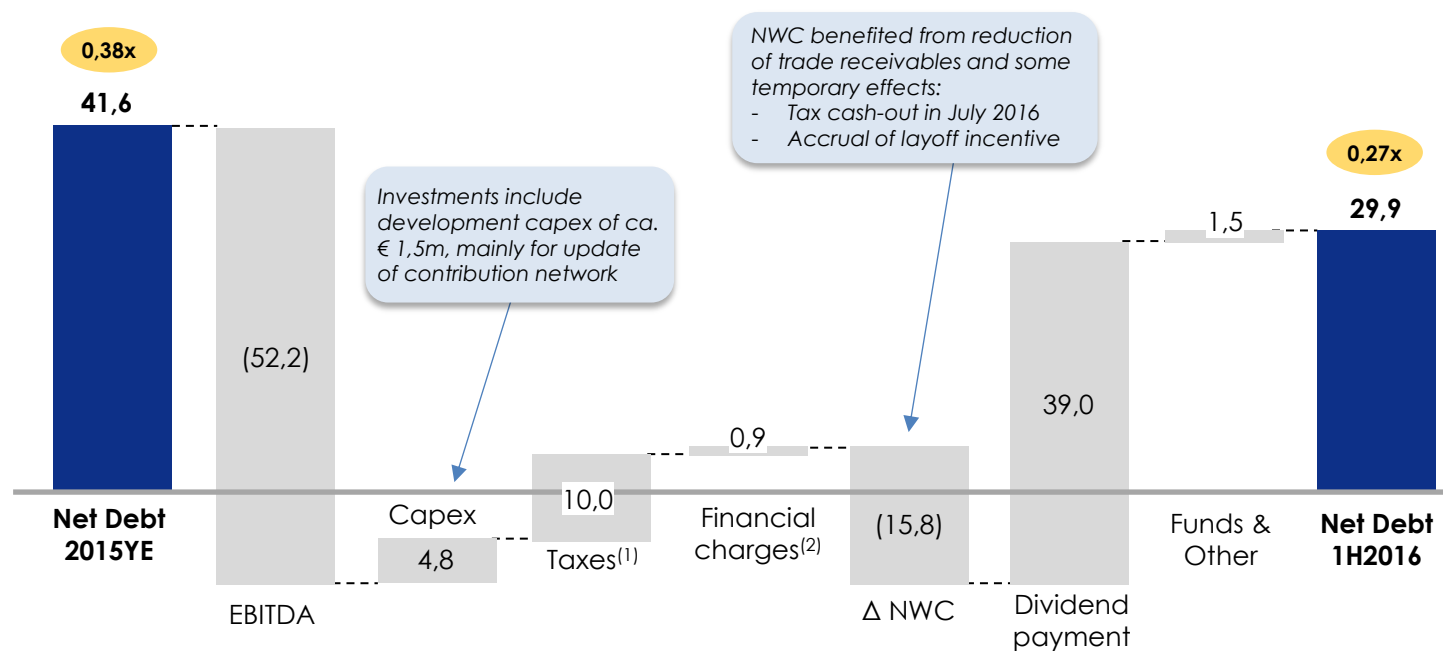 0,38x
41,6
NWC benefited from reduction
of trade receivables and some
temporary effects:
- Tax cash-out in July 2016
- Accrual of layoff incentive
0,27x
29,9
Investments include
development capex of ca.
€ 1,5m, mainly for update
of contribution network
1,5
(52,2)
39,0
0,9
10,0
(15,8)
4,8
Net Debt
2015YE
EBITDA
Capex
Taxes(1)
Financial
charges(2)
Δ NWC
Dividend
payment
Funds &
Other
Net Debt
1H2016